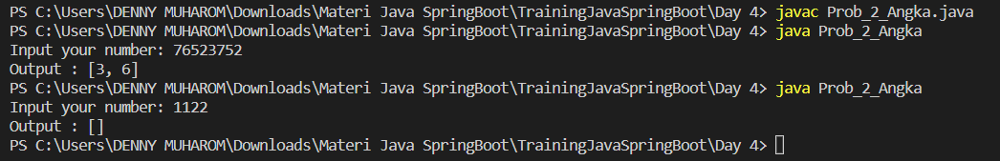 PS C:\Users\DENNY MUHAROM\Downloads\Materi Java SpringBoot\TrainingJavaSpringBoot\Day 4> javac Prob_2_Angka.java
PS C:\Users\DENNY MUHAROM\Downloads\Materi Java SpringBoot\TrainingJavaSpringBoot\Day 4> java Prob_2_Angka
Input your number: 76523752
Output : [3, 6]
PS C:\Users\DENNY MUHAROM\Downloads\Materi Java SpringBoot\TrainingJavaSpringBoot\Day 4> java Prob_2_Angka
Input your number: 1122
Output : []
PS C:\Users\DENNY MUHAROM\Downloads\Materi Java SpringBoot\TrainingJavaSpringBoot\Day 4>